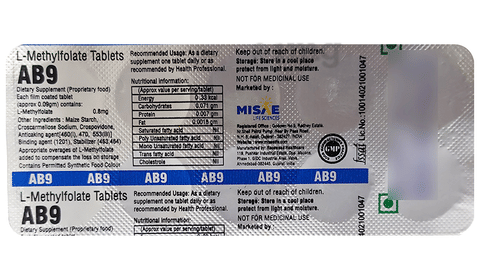 L-Methylfolate Tablets
AB9
Dietary Supplement (Proprietary food)
Each film coated tablet
(approx 0.09gm) contains:
L-Methylfolate 0.8mg
Other Ingredients : Maize Starch,
Croscarmellose Sodium, Crospovidone,
Anticaking agent
Binding agent (1201), Stabilizer
Appropriate overages of L-Methylfolate
added to compensate the loss on storage
Contains Permitted Synthetic Food Colour
Recommended Usage: As a dietary
supplement one tablet daily or as
recommended by Health Professional.
Nutritional information:
(Approx value per serving/tablet)
Energy 0.33 kcal
Carbohydrates 0.071 gm
Protein 0.007 gm
Fat 0.0018 gm
Saturated fatty acid Nil
Poly Unsaturated fatty acid Nil
Mono Unsaturated fatty acid Nil
Trans fatty acid Nil
Cholestrole Nil
Keep out of reach of children.
Storage: Store in a cool place
protect from light and moisture.
NOT FOR MEDICINAL USE
Marketed by :
LIFE SCIENCES
GMP
Lic. No.:10014021001047
AB9 AB9 AB9 AB9 AB9 AB9 AB9
L-Methylfolate Tablets
AB9
Dietary Supplement (Proprietary food)
Recommended Usage: As a dietary
supplement one tablet daily or as
recommended by Health Professional.
Nutritional information:
(Approx value per serving/tablet)
Keep out of reach of children.
Storage: Store in a cool place
protect from light and moisture.
NOT FOR MEDICINAL USE